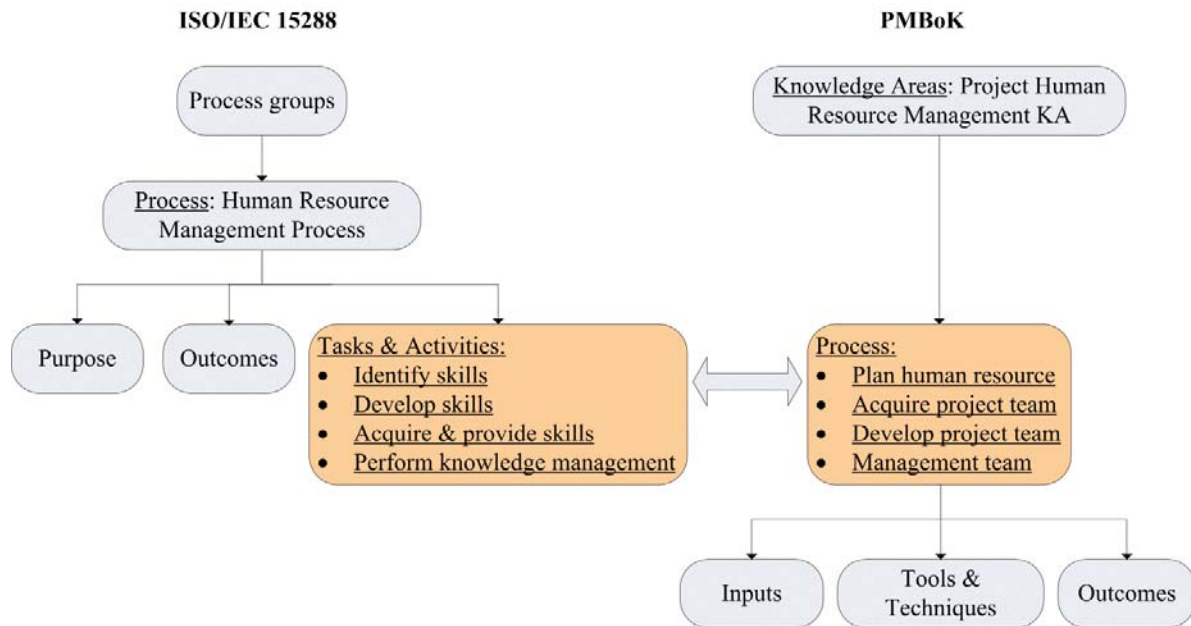 ISO/IEC 15288
Process groups
Process: Human Resource
Management Process
Purpose
Outcomes
Tasks & Activities:
• Identify skills
• Develop skills
• Acquire & provide skills
• Perform knowledge management
PMBoK
Knowledge Areas: Project Human
Resource Management KA
Process:
• Plan human resource
• Acquire project team
• Develop project team
• Management team
Inputs
Tools &
Techniques
Outcomes